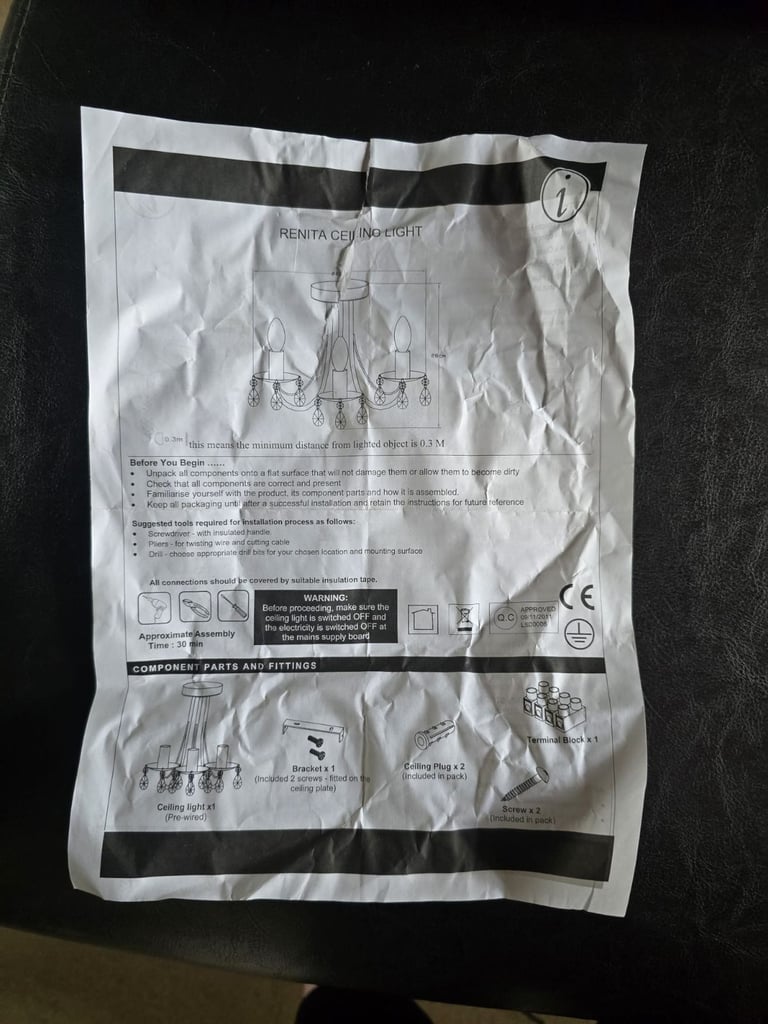 i
RENITA CEILING LIGHT
0.3m this means the minimum distance from lighted object is 0.3 M
Before You Begin ......
• Unpack all components onto a flat surface that will not damage them or allow them to become dirty
• Check that all components are correct and present
• Familiarise yourself with the product, its component parts and how it is assembled.
• Keep all packaging until after a successful installation and retain the instructions for future reference
Suggested tools required for installation process as follows:
• Screwdriver - with insulated handle
• Pliers - for twisting wire and cutting cable
• Drill - choose appropriate drill bits for your chosen location and mounting surface
All connections should be covered by suitable insulation tape.
Approximate Assembly
Time : 30 min
WARNING:
Before proceeding, make sure the
ceiling light is switched OFF and
the electricity is switched OFF at
the mains supply board
Q.C
APPROVED
09/11/2011
CE
COMPONENT PARTS AND FITTINGS
Ceiling light x1
(Pre-wired)
Bracket x 1
(Included 2 screws - fitted on the
ceiling plate)
Ceiling Plug x 2
(Included in pack)
Terminal Block x 1
Screw x 2
(Included in pack)